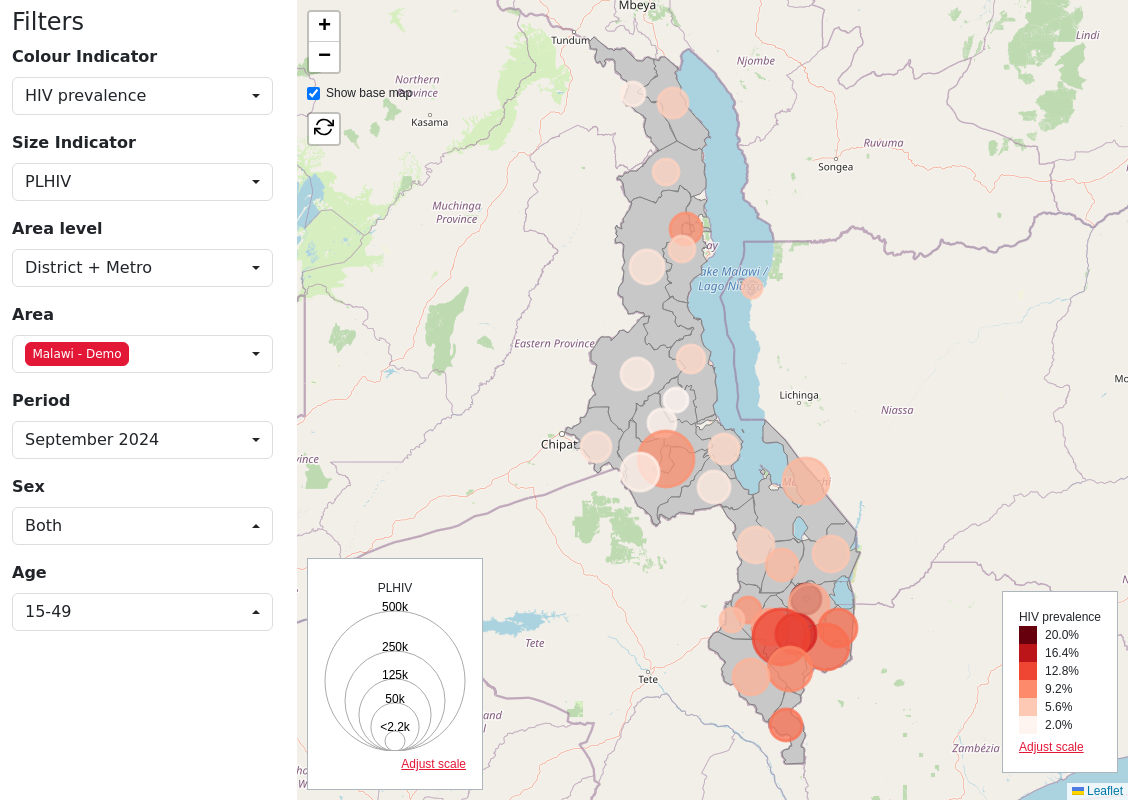 Filters
Colour Indicator
HIV prevalence
Size Indicator
PLHIV
Area level
District + Metro
Area
Malawi - Demo
Period
September 2024
Sex
Both
Age
15-49
+
−
Show base map
Mbeya
Tundum
Njombe
Lindi
Northern
Province
Kasama
Ruvuma
Songea
Muchinga
Province
ake Malawi /
Lago
Eastern Province
Lichinga
Niassa
Mo
Chipat
vince
Tete
Tete
Zambézia
PLHIV
500k
250k
125k
50k
<2.2k
Adjust scale
HIV prevalence
20.0%
16.4%
12.8%
9.2%
5.6%
2.0%
Adjust scale
Leaflet